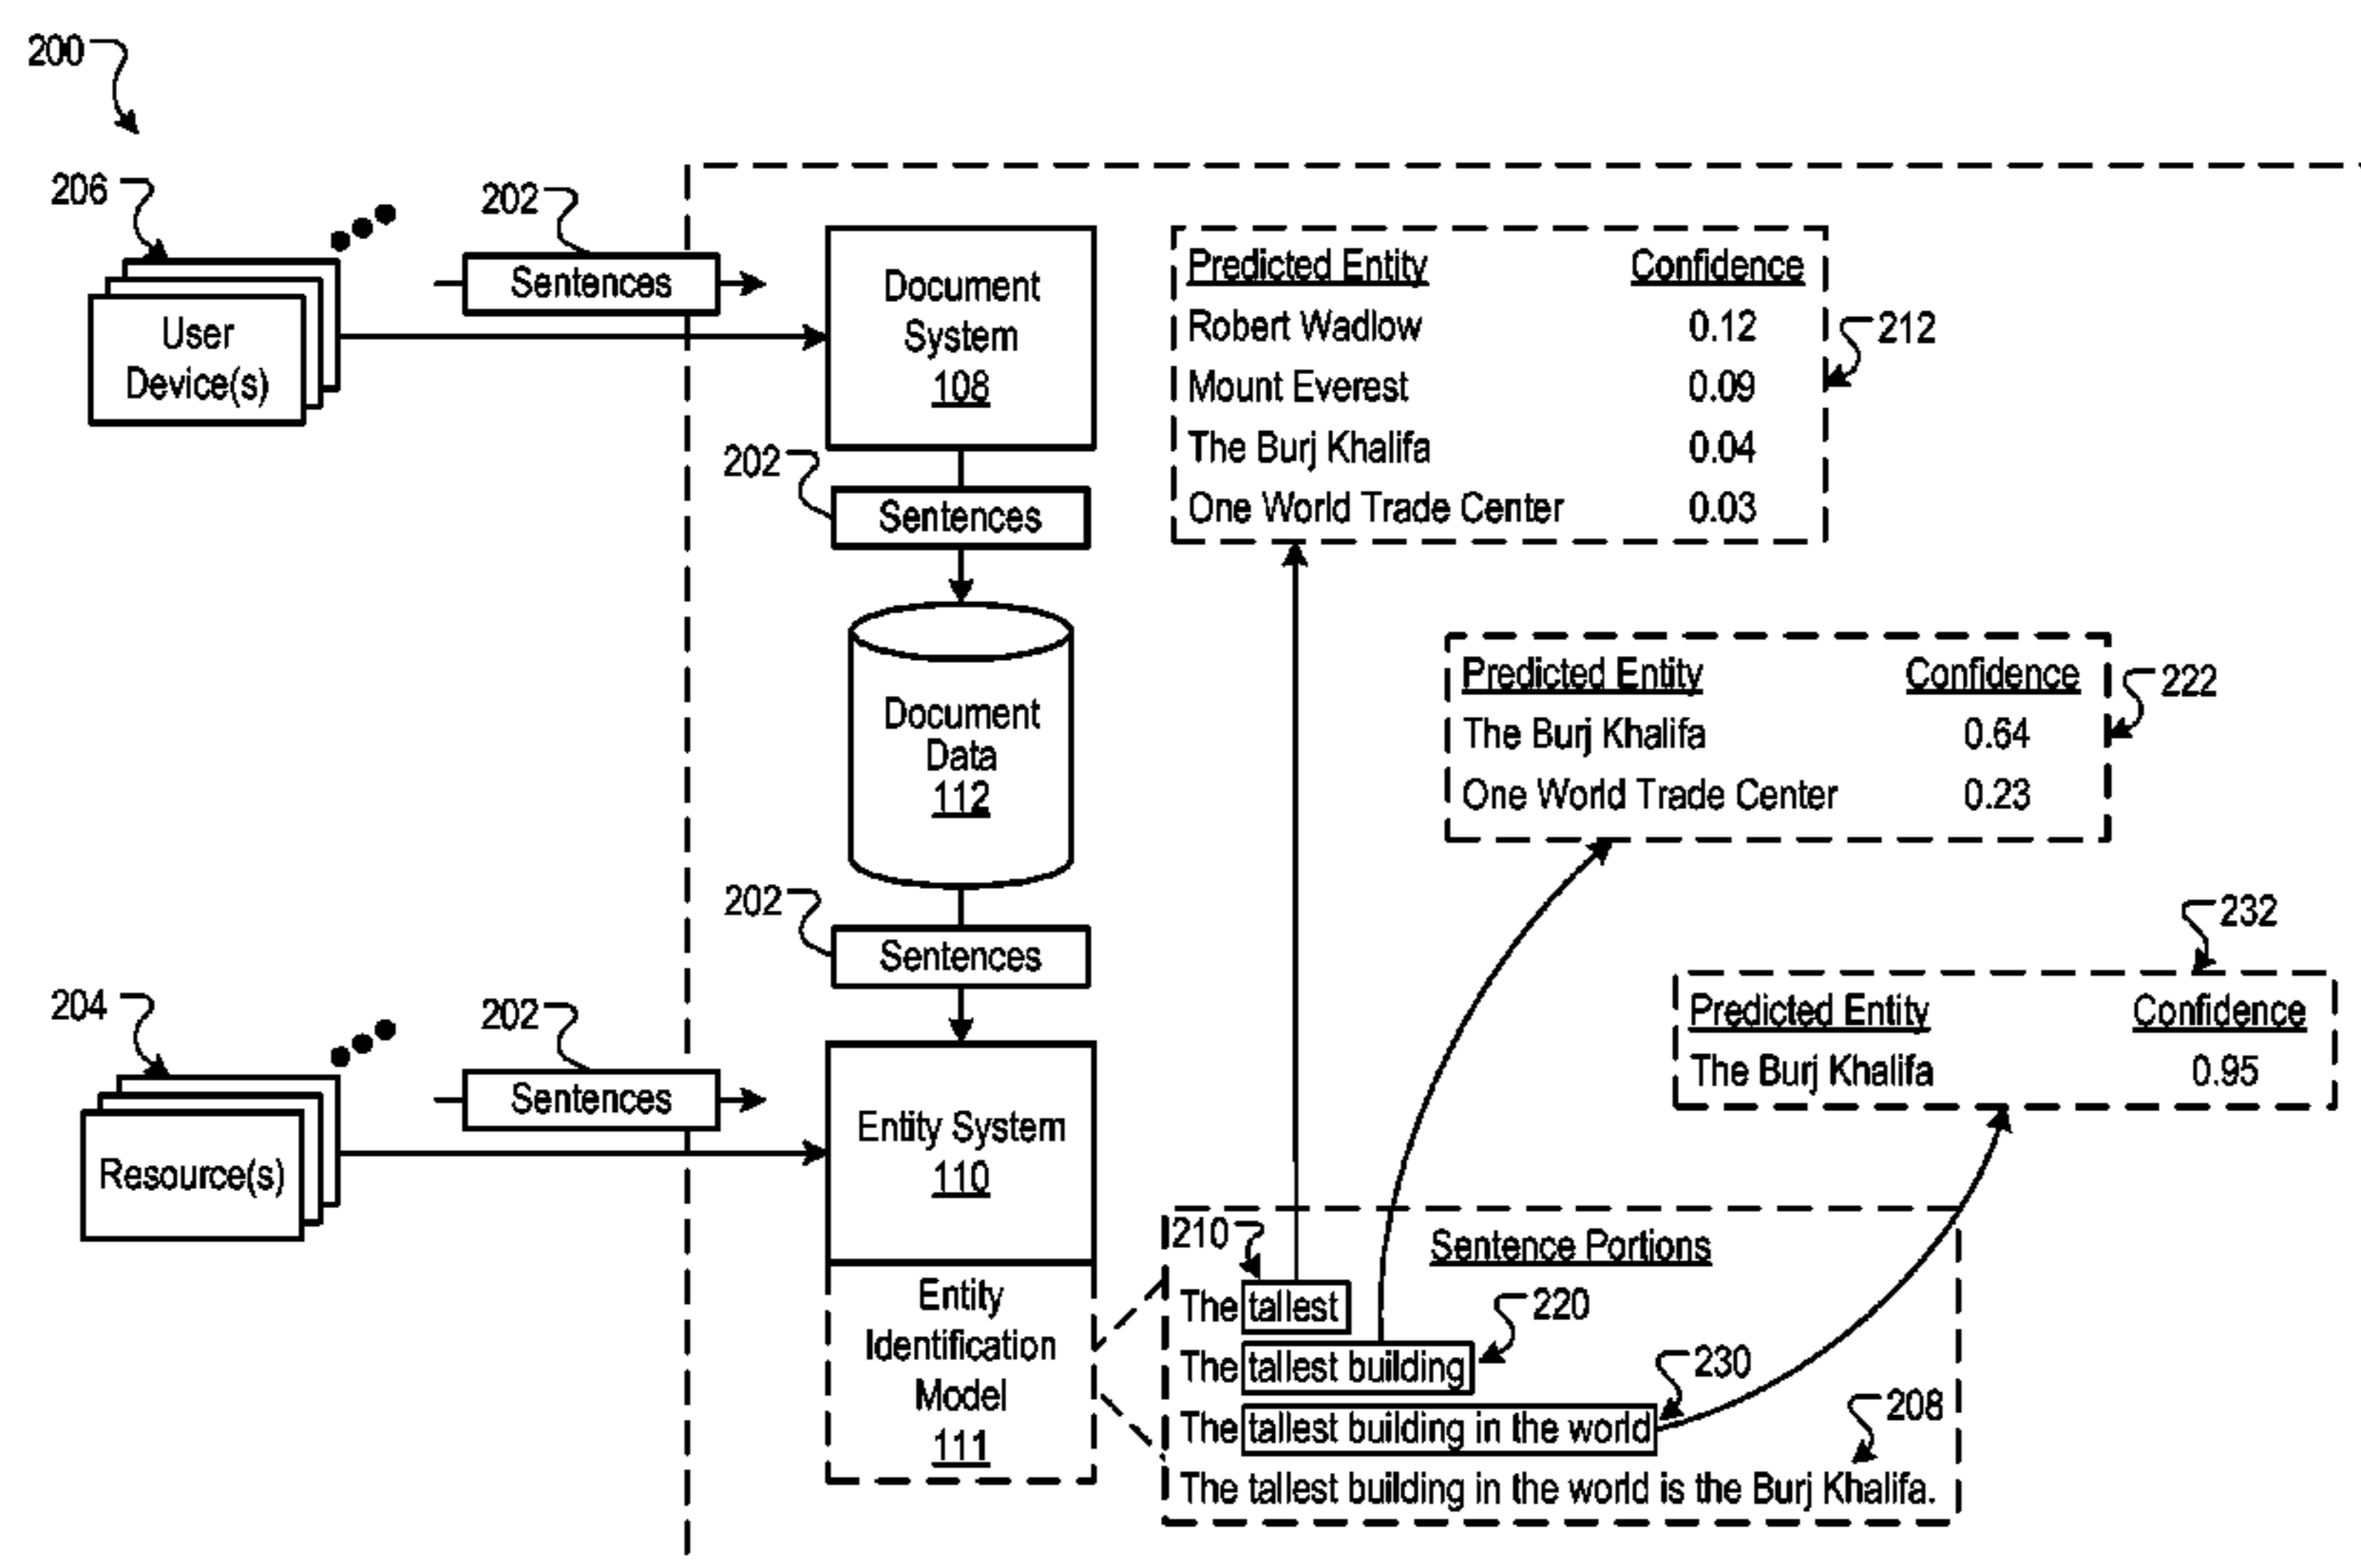 200
206
202
Sentences
User
Device(s)
Document
System
108
Predicted Entity Confidence
Robert Wadlow 0.12
Mount Everest 0.09
The Burj Khalifa 0.04
One World Trade Center 0.03
212
202
Sentences
Document
Data
112
Predicted Entity Confidence
The Burj Khalifa 0.64
One World Trade Center 0.23
222
202
Sentences
232
Predicted Entity Confidence
The Burj Khalifa 0.95
204
202
Sentences
Resource(s)
Entity System
110
Entity
Identification
Model
111
210
Sentence Portions
The tallest
220
The tallest building
230
The tallest building in the world
208
The tallest building in the world is the Burj Khalifa.